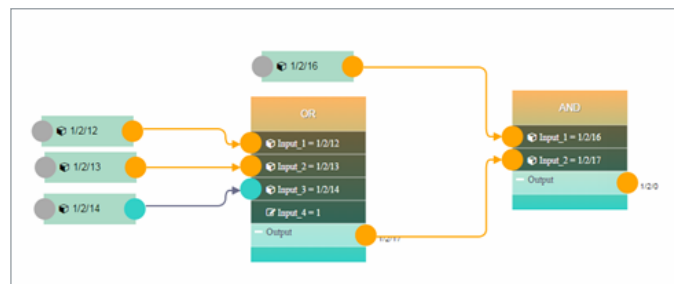 1/2/16
OR
AND
1/2/12
Input_1 = 1/2/12
Input_1 = 1/2/16
1/2/13
Input_2 = 1/2/13
Input_2 = 1/2/17
1/2/14
Input_3 = 1/2/14
Output
1/2/0
Input_4 = 1
Output
1/2/17